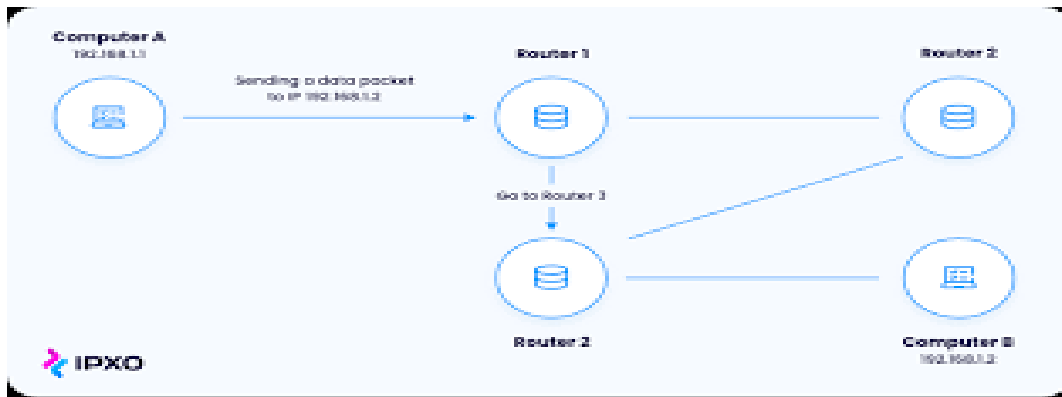 Computer A
192.168.1.1
Router 1
Router 2
Sending a data packet
to IP 192.168.1.2
Go to Router 3
Router 2
Computer B
192.168.1.2
IPXO